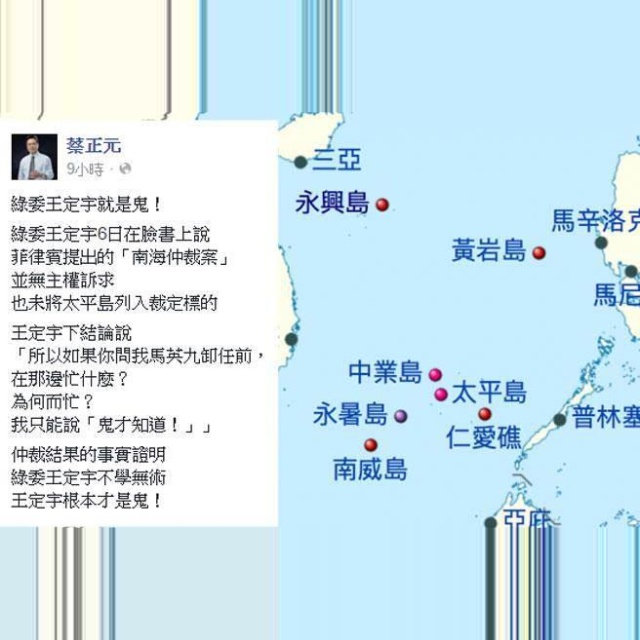 蔡正元
9小時 ·
綠委王定宇就是鬼！
綠委王定宇6日在臉書上說
菲律賓提出的「南海仲裁案」
並無主權訴求
也未將太平島列入裁定標的
王定宇下結論說
「所以如果你問我馬英九卸任前，
在那邊忙什麼？
為何而忙？
我只能說「鬼才知道！」」
仲裁結果的事實證明
綠委王定宇不學無術
王定宇根本才是鬼！
三亞
永興島
馬辛洛克
黃岩島
馬尼
中業島
太平島
永暑島
普林塞
仁愛礁
南威島
亞庇